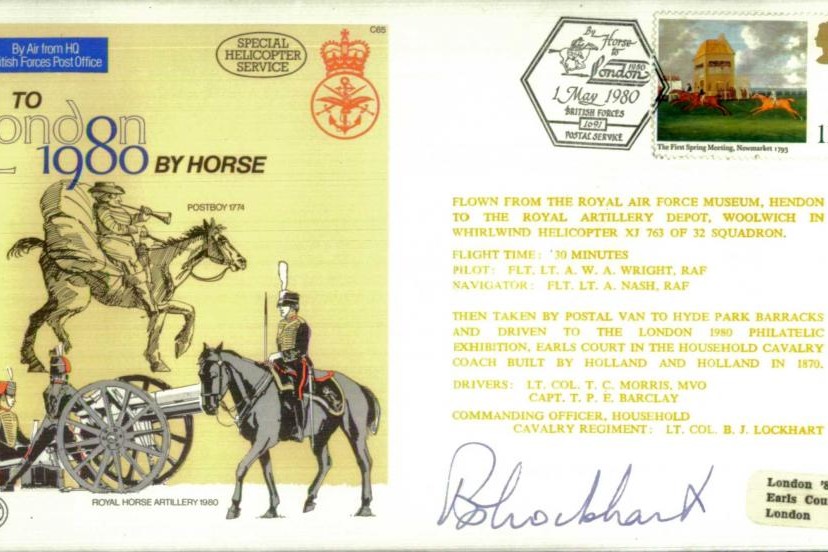 C65
By Air from HQ
itish Forces Post Office
SPECIAL
HELICOPTER
SERVICE
TO
London
1980 BY HORSE
POSTBOY 1774
ROYAL HORSE ARTILLERY 1980
By Horse
to
London
1980
1 May 1980
BRITISH FORCES
1691
POSTAL SERVICE
The First Spring Meeting, Newmarket 1793
1
FLOWN FROM THE ROYAL AIR FORCE MUSEUM, HENDON
TO THE ROYAL ARTILLERY DEPOT, WOOLWICH IN
WHIRLWIND HELICOPTER XJ 763 OF 32 SQUADRON.
FLIGHT TIME: 30 MINUTES
PILOT: FLT. LT. A. W. A. WRIGHT, RAF
NAVIGATOR: FLT. LT. A. NASH, RAF
THEN TAKEN BY POSTAL VAN TO HYDE PARK BARRACKS
AND DRIVEN TO THE LONDON 1980 PHILATELIC
EXHIBITION, EARLS COURT IN THE HOUSEHOLD CAVALRY
COACH BUILT BY HOLLAND AND HOLLAND IN 1870.
DRIVERS: LT. COL. T. C. MORRIS, MVO
CAPT. T. P. E. BARCLAY
COMMANDING OFFICER, HOUSEHOLD
CAVALRY REGIMENT: LT. COL. B. J. LOCKHART
BJ Lockhart
London '8
Earls Cou
London